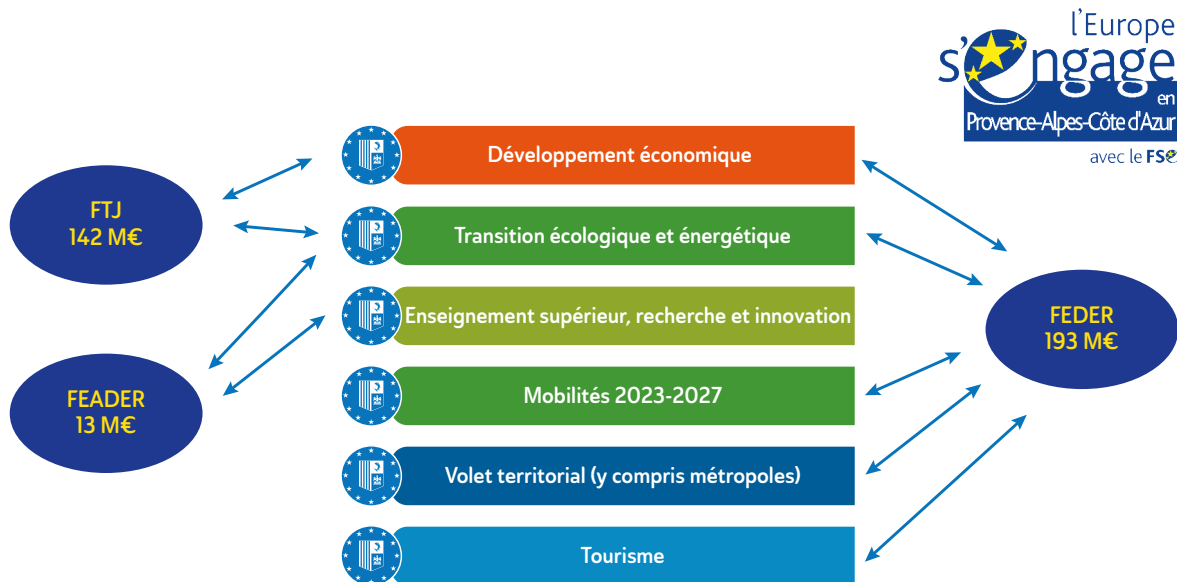 l'Europe
s'engage
en
Provence-Alpes-Côte d'Azur
avec le FSE
Développement économique
FTJ
142 M€
Transition écologique et énergétique
Enseignement supérieur, recherche et innovation
FEDER
193 M€
FEADER
13 M€
Mobilités 2023-2027
Volet territorial (y compris métropoles)
Tourisme